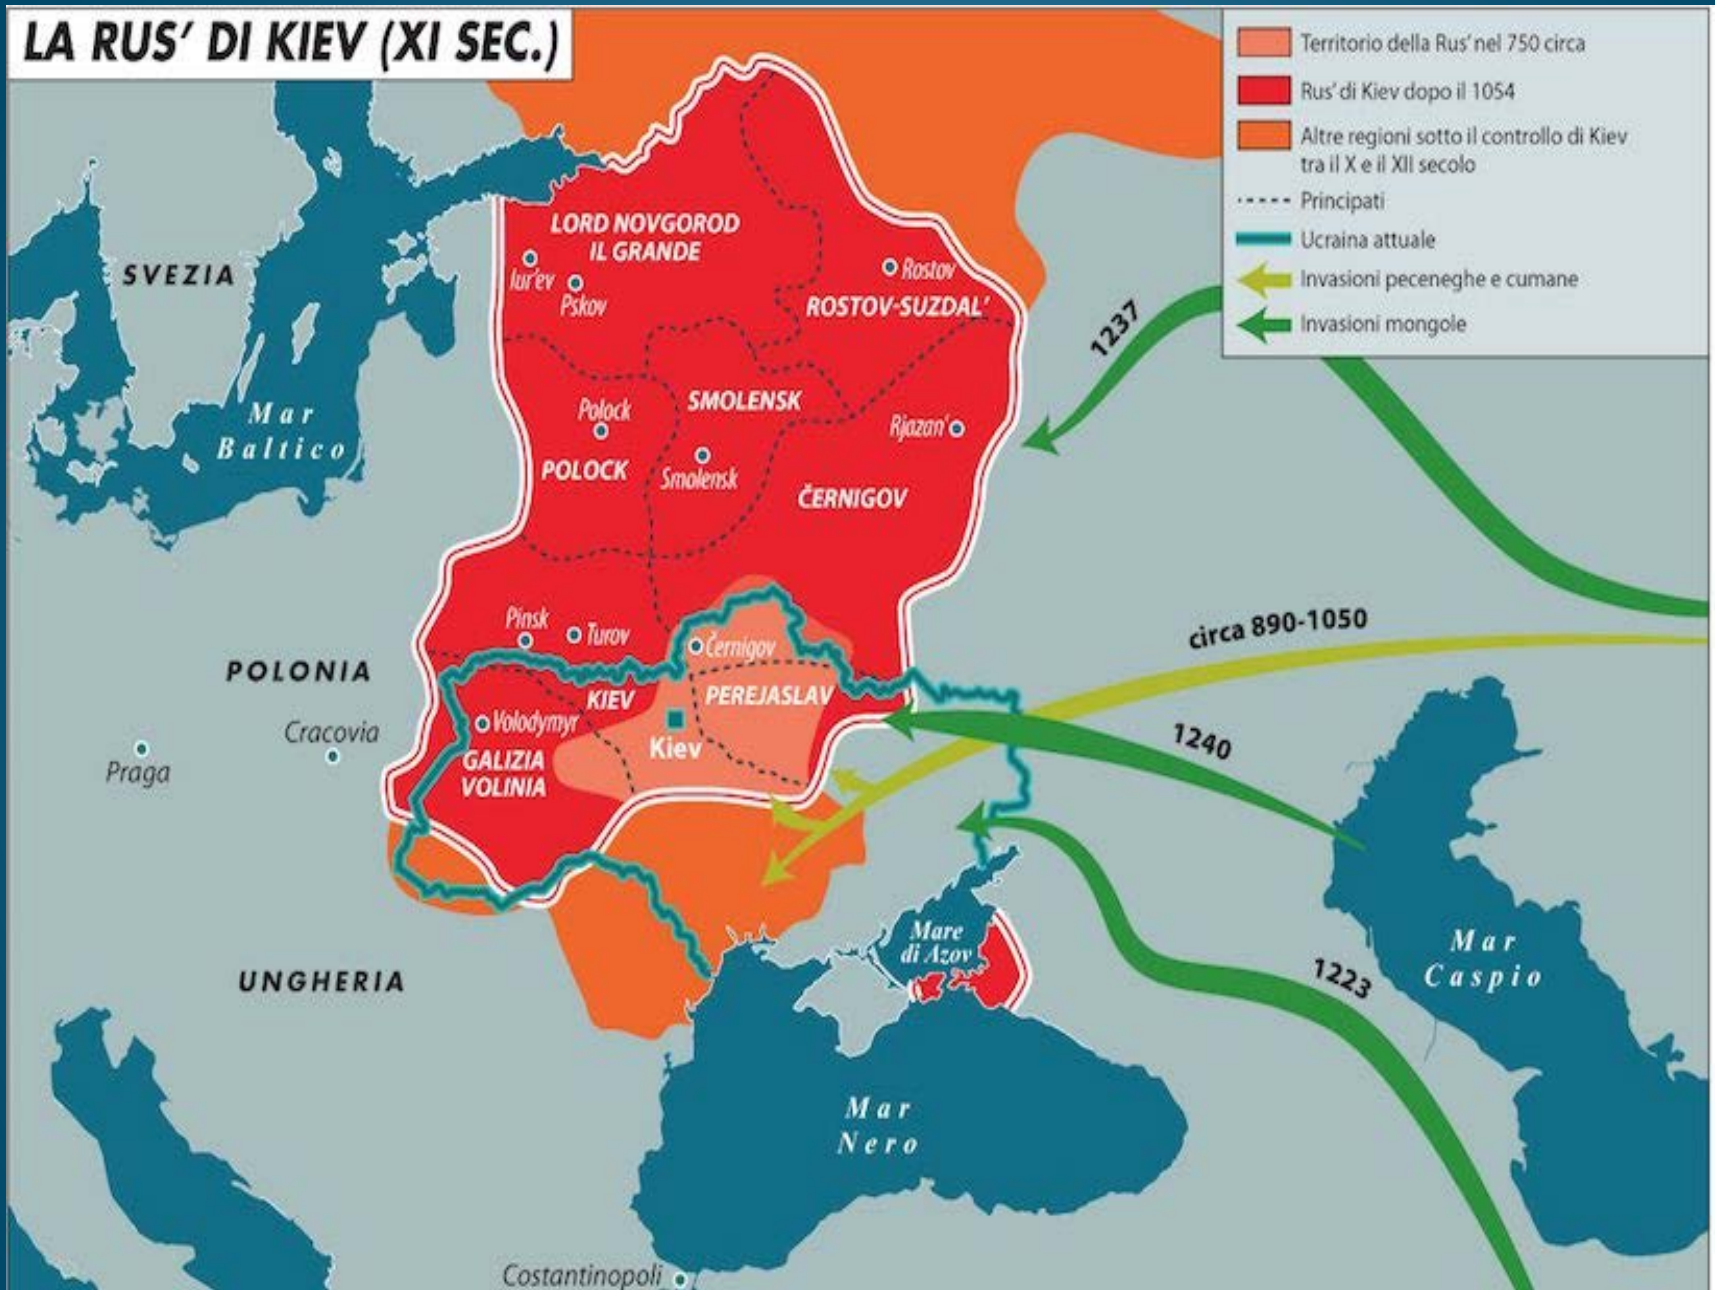 LA RUS' DI KIEV (XI SEC.)
Territorio della Rus' nel 750 circa
Rus' di Kiev dopo il 1054
Altre regioni sotto il controllo di Kiev
tra il X e il XII secolo
Principati
Ucraina attuale
Invasioni peceneghe e cumane
Invasioni mongole
LORD NOVGOROD
IL GRANDE
Iur'ev
Pskov
Rostov
ROSTOV-SUZDAL'
SVEZIA
1237
Mar
Baltico
SMOLENSK
Polock
POLOCK
Smolensk
Rjazan'
ČERNIGOV
Pinsk
Turov
Černigov
circa 890-1050
POLONIA
KIEV
PEREJASLAV
Volodymyr
Kiev
GALIZIA
VOLINIA
Cracovia
Praga
1240
Mare
di Azov
Mar
Caspio
UNGHERIA
1223
Mar
Nero
Costantinopoli